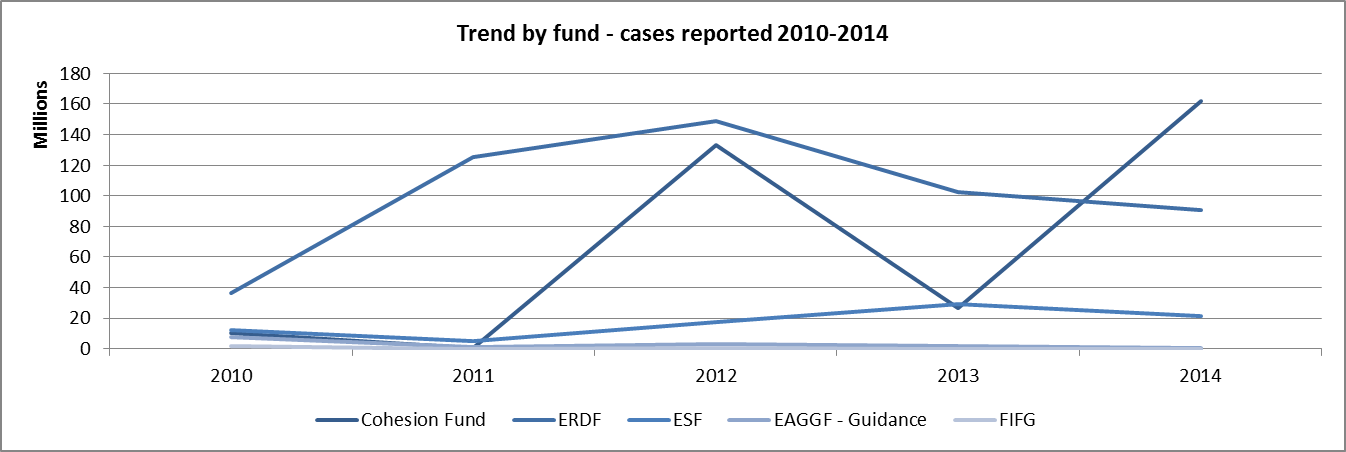 Trend by fund - cases reported 2010-2014
Millions
180
160
140
120
100
80
60
40
20
0
2010 2011 2012 2013 2014
Cohesion Fund ERDF ESF EAGGF - Guidance FIFG